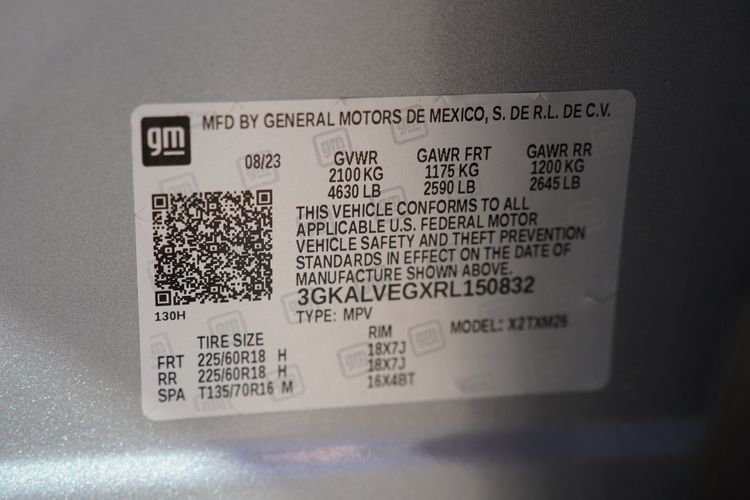 gm
MFD BY GENERAL MOTORS DE MEXICO, S. DE R.L. DE C.V.
08/23 GVWR GAWR FRT GAWR RR
2100 KG 1175 KG 1200 KG
4630 LB 2590 LB 2645 LB
THIS VEHICLE CONFORMS TO ALL
APPLICABLE U.S. FEDERAL MOTOR
VEHICLE SAFETY AND THEFT PREVENTION
STANDARDS IN EFFECT ON THE DATE OF
MANUFACTURE SHOWN ABOVE.
3GKALVEGXRL150832
130H
TYPE: MPV MODEL: X2TXM26
TIRE SIZE RIM
FRT 225/60R18 H 18X7J
RR 225/60R18 H 18X7J
SPA T135/70R16 M 16X4BT